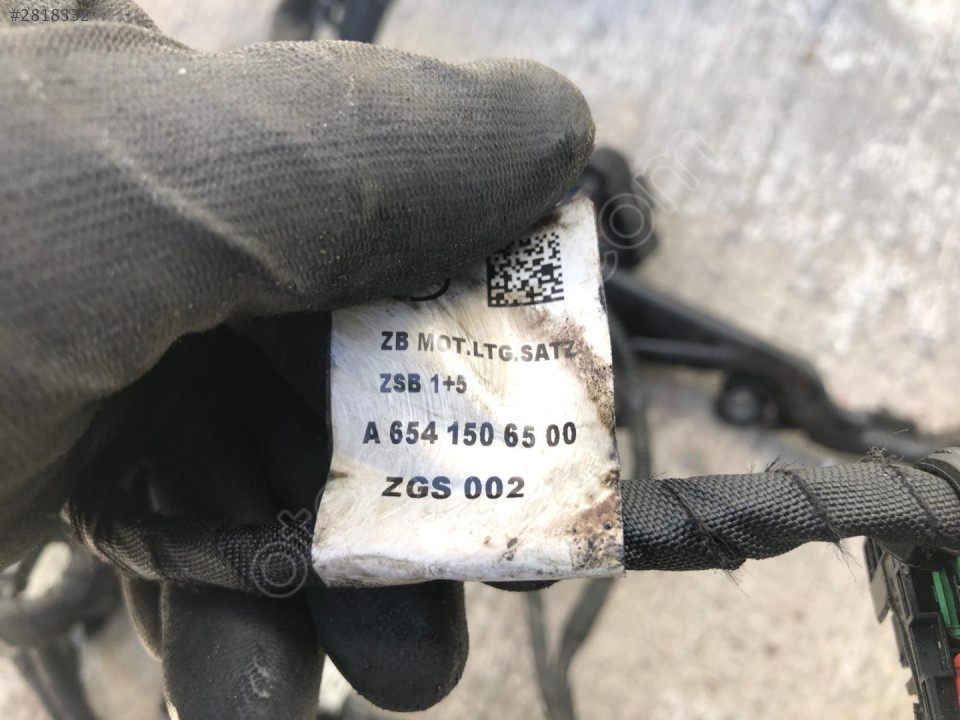 #2818332
ZB MOT.LTG.SATZ
ZSB 1+5
A 654 150 65 00
ZGS 002